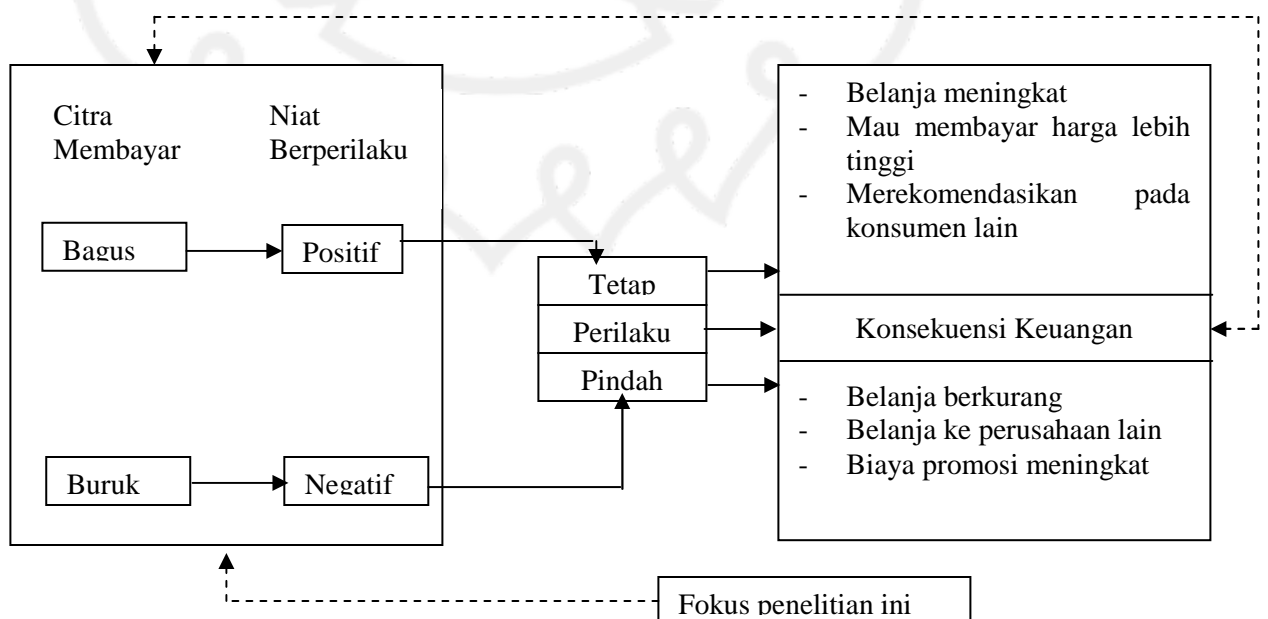 Citra Niat
Membayar Berperilaku
Bagus
Positif
Buruk
Negatif
Tetap
Perilaku
Pindah
- Belanja meningkat
- Mau membayar harga lebih
tinggi
- Merekomendasikan pada
konsumen lain
Konsekuensi Keuangan
- Belanja berkurang
- Belanja ke perusahaan lain
- Biaya promosi meningkat
Fokus penelitian ini